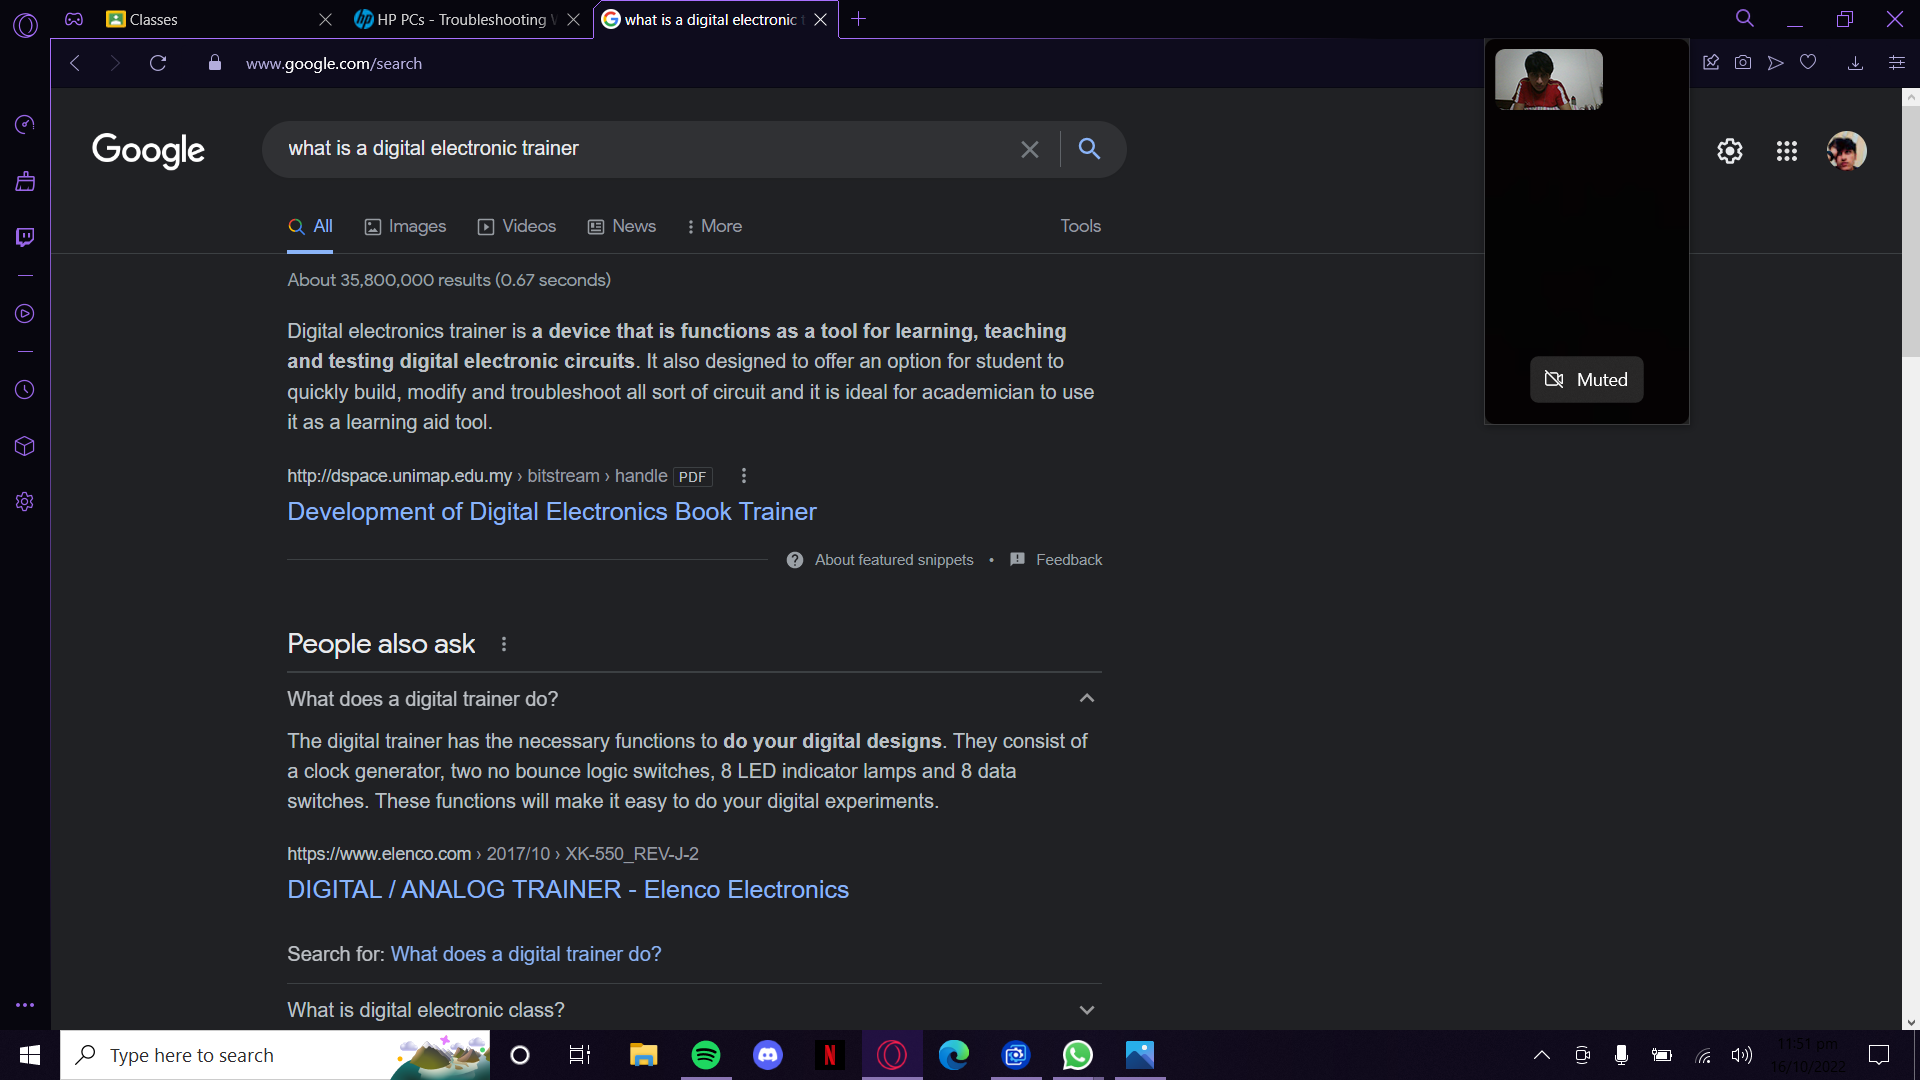 Classes
HP PCs - Troubleshooting
what is a digital electronic
www.google.com/search
Google
what is a digital electronic trainer
All
Images
Videos
News
More
Tools
About 35,800,000 results (0.67 seconds)
Digital electronics trainer is a device that is functions as a tool for learning, teaching
and testing digital electronic circuits. It also designed to offer an option for student to
quickly build, modify and troubleshoot all sort of circuit and it is ideal for academician to use
it as a learning aid tool.
http://dspace.unimap.edu.my › bitstream › handle PDF
Development of Digital Electronics Book Trainer
About featured snippets • Feedback
People also ask
What does a digital trainer do?
The digital trainer has the necessary functions to do your digital designs. They consist of
a clock generator, two no bounce logic switches, 8 LED indicator lamps and 8 data
switches. These functions will make it easy to do your digital experiments.
https://www.elenco.com › 2017/10 › XK-550_REV-J-2
DIGITAL / ANALOG TRAINER - Elenco Electronics
Search for: What does a digital trainer do?
What is digital electronic class?
Muted
Type here to search
N
11:51 pm
16/10/2022